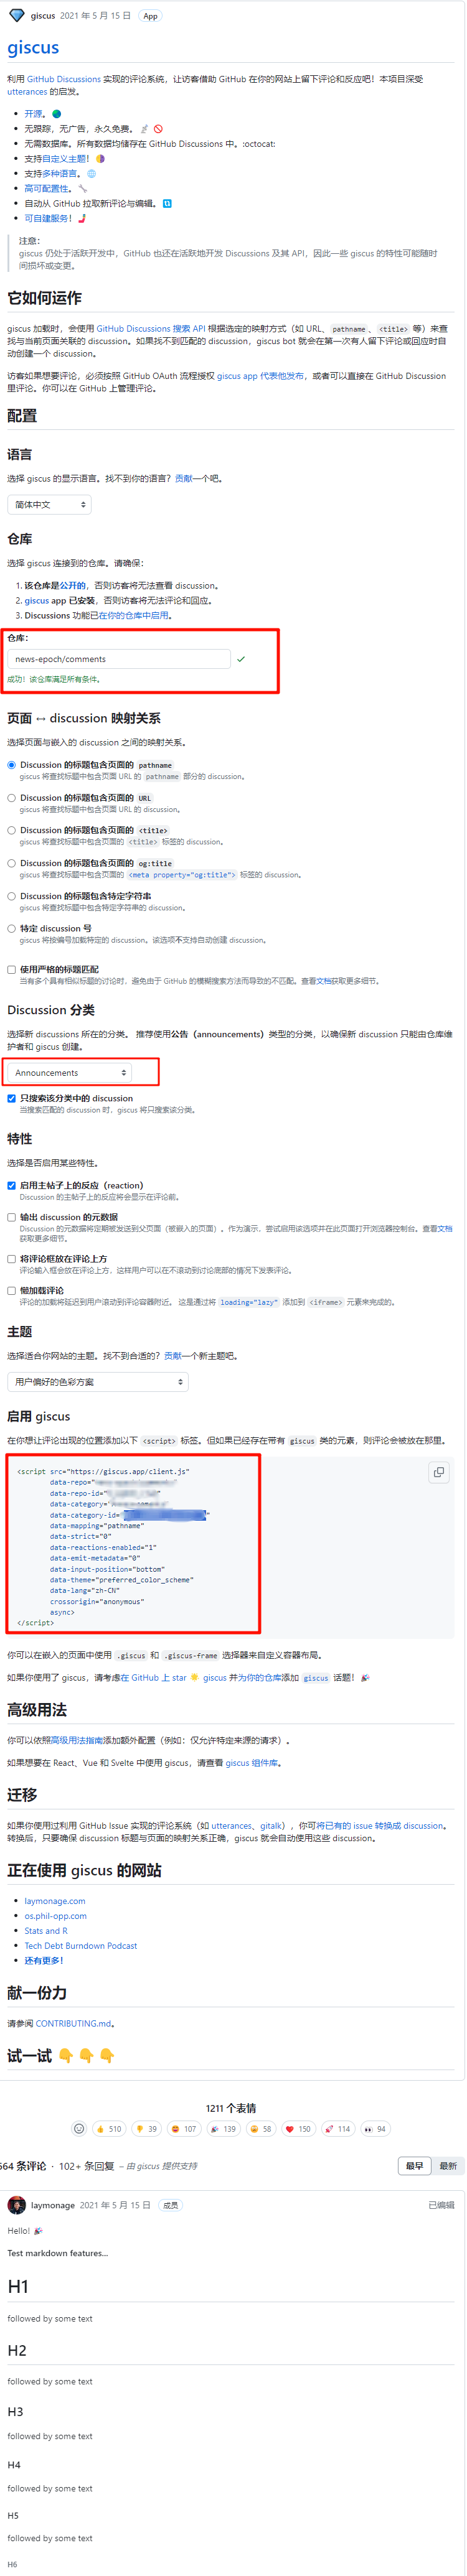 giscus 2021 年 5 月 15 日 App
giscus
利用 GitHub Discussions 实现的评论系统，让访客借助 GitHub 在你的网站上留下评论和反应吧！本项目深受
utterances 的启发。
开源。🌏
无跟踪，无广告，永久免费。📡 🚫
无需数据库。所有数据均储存在 GitHub Discussions 中。:octocat:
支持自定义主题！🌗
支持多种语言。🌐
高可配置性。🔧
自动从 GitHub 拉取新评论与编辑。🔃
可自建服务！🤳
注意：
giscus 仍处于活跃开发中，GitHub 也还在活跃地开发 Discussions 及其 API，因此一些 giscus 的特性可能随时
间损坏或变更。
它如何运作
giscus 加载时，会使用 GitHub Discussions 搜索 API 根据选定的映射方式（如 URL、pathname、<title> 等）来查
找与当前页面关联的 discussion。如果找不到匹配的 discussion，giscus bot 就会在第一次有人留下评论或回应时自
动创建一个 discussion。
访客如果想要评论，必须按照 GitHub OAuth 流程授权 giscus app 代表他发布，或者可以直接在 GitHub Discussion
里评论。你可以在 GitHub 上管理评论。
配置
语言
选择 giscus 的显示语言。找不到你的语言？贡献一个吧。
简体中文
仓库
选择 giscus 连接到的仓库。请确保：
1. 该仓库是公开的，否则访客将无法查看 discussion。
2. giscus app 已安装，否则访客将无法评论和回应。
3. Discussions 功能已在你的仓库中启用。
仓库：
news-epoch/comments
成功！该仓库满足所有条件。
页面 ↔ discussion 映射关系
选择页面与嵌入的 discussion 之间的映射关系。
Discussion 的标题包含页面的 pathname
giscus 将查找标题中包含页面 URL 的 pathname 部分的 discussion。
Discussion 的标题包含页面的 URL
giscus 将查找标题中包含页面 URL 的 discussion。
Discussion 的标题包含页面的 <title>
giscus 将查找标题中包含页面的 <title> 标签的 discussion。
Discussion 的标题包含页面的 og:title
giscus 将查找标题中包含页面的 <meta property="og:title"> 标签的 discussion。
Discussion 的标题包含特定字符串
giscus 将查找标题中包含特定字符串的 discussion。
特定 discussion 号
giscus 将按编号加载特定的 discussion。该选项不支持自动创建 discussion。
使用严格的标题匹配
当有多个具有相似标题的讨论时，避免由于 GitHub 的模糊搜索方法而导致的不匹配。查看文档获取更多细节。
Discussion 分类
选择新 discussions 所在的分类。 推荐使用公告（announcements）类型的分类，以确保新 discussion 只能由仓库维
护者和 giscus 创建。
Announcements
只搜索该分类中的 discussion
当搜索匹配的 discussion 时，giscus 将只搜索该分类。
特性
选择是否启用某些特性。
启用主帖子上的反应（reaction）
Discussion 的主帖子上的反应将会显示在评论前。
输出 discussion 的元数据
Discussion 的元数据将定期被发送到父页面（被嵌入的页面）。作为演示，尝试启用该选项并在此页面打开浏览器控制台。查看文档
获取更多细节。
将评论框放在评论上方
评论输入框会放在评论上方，这样用户可以在不滚动到讨论底部的情况下发表评论。
懒加载评论
评论的加载将延迟到用户滚动到评论容器附近。 这是通过将 loading="lazy" 添加到 <iframe> 元素来完成的。
主题
选择适合你网站的主题。找不到合适的？贡献一个新主题吧。
用户偏好的色彩方案
启用 giscus
在你想让评论出现的位置添加以下 <script> 标签。但如果已经存在带有 giscus 类的元素，则评论会被放在那里。
<script src="https://giscus.app/client.js"
data-repo="
data-repo-id="
data-category="
data-category-id="
data-mapping="pathname"
data-strict="0"
data-reactions-enabled="1"
data-emit-metadata="0"
data-input-position="bottom"
data-theme="preferred_color_scheme"
data-lang="zh-CN"
crossorigin="anonymous"
async>
</script>
你可以在嵌入的页面中使用 .giscus 和 .giscus-frame 选择器来自定义容器布局。
如果你使用了 giscus，请考虑在 GitHub 上 star 🌟 giscus 并为你的仓库添加 giscus 话题！🎉
高级用法
你可以依照高级用法指南添加额外配置（例如：仅允许特定来源的请求）。
如果想要在 React、Vue 和 Svelte 中使用 giscus，请查看 giscus 组件库。
迁移
如果你使用过利用 GitHub Issue 实现的评论系统（如 utterances、gitalk），你可将已有的 issue 转换成 discussion。
转换后，只要确保 discussion 标题与页面的映射关系正确，giscus 就会自动使用这些 discussion。
正在使用 giscus 的网站
laymonage.com
os.phil-opp.com
Stats and R
Tech Debt Burndown Podcast
还有更多！
献一份力
请参阅 CONTRIBUTING.md。
试一试 👇👇👇
1211 个表情
👍 510 👎 39 😆 107 🎉 139 😕 58 ❤️ 150 🚀 114 👀 94
564 条评论 · 102+ 条回复 – 由 giscus 提供支持 最早 最新
laymonage 2021 年 5 月 15 日 成员 已编辑
Hello! 🎉
Test markdown features...
H1
followed by some text
H2
followed by some text
H3
followed by some text
H4
followed by some text
H5
followed by some text
H6